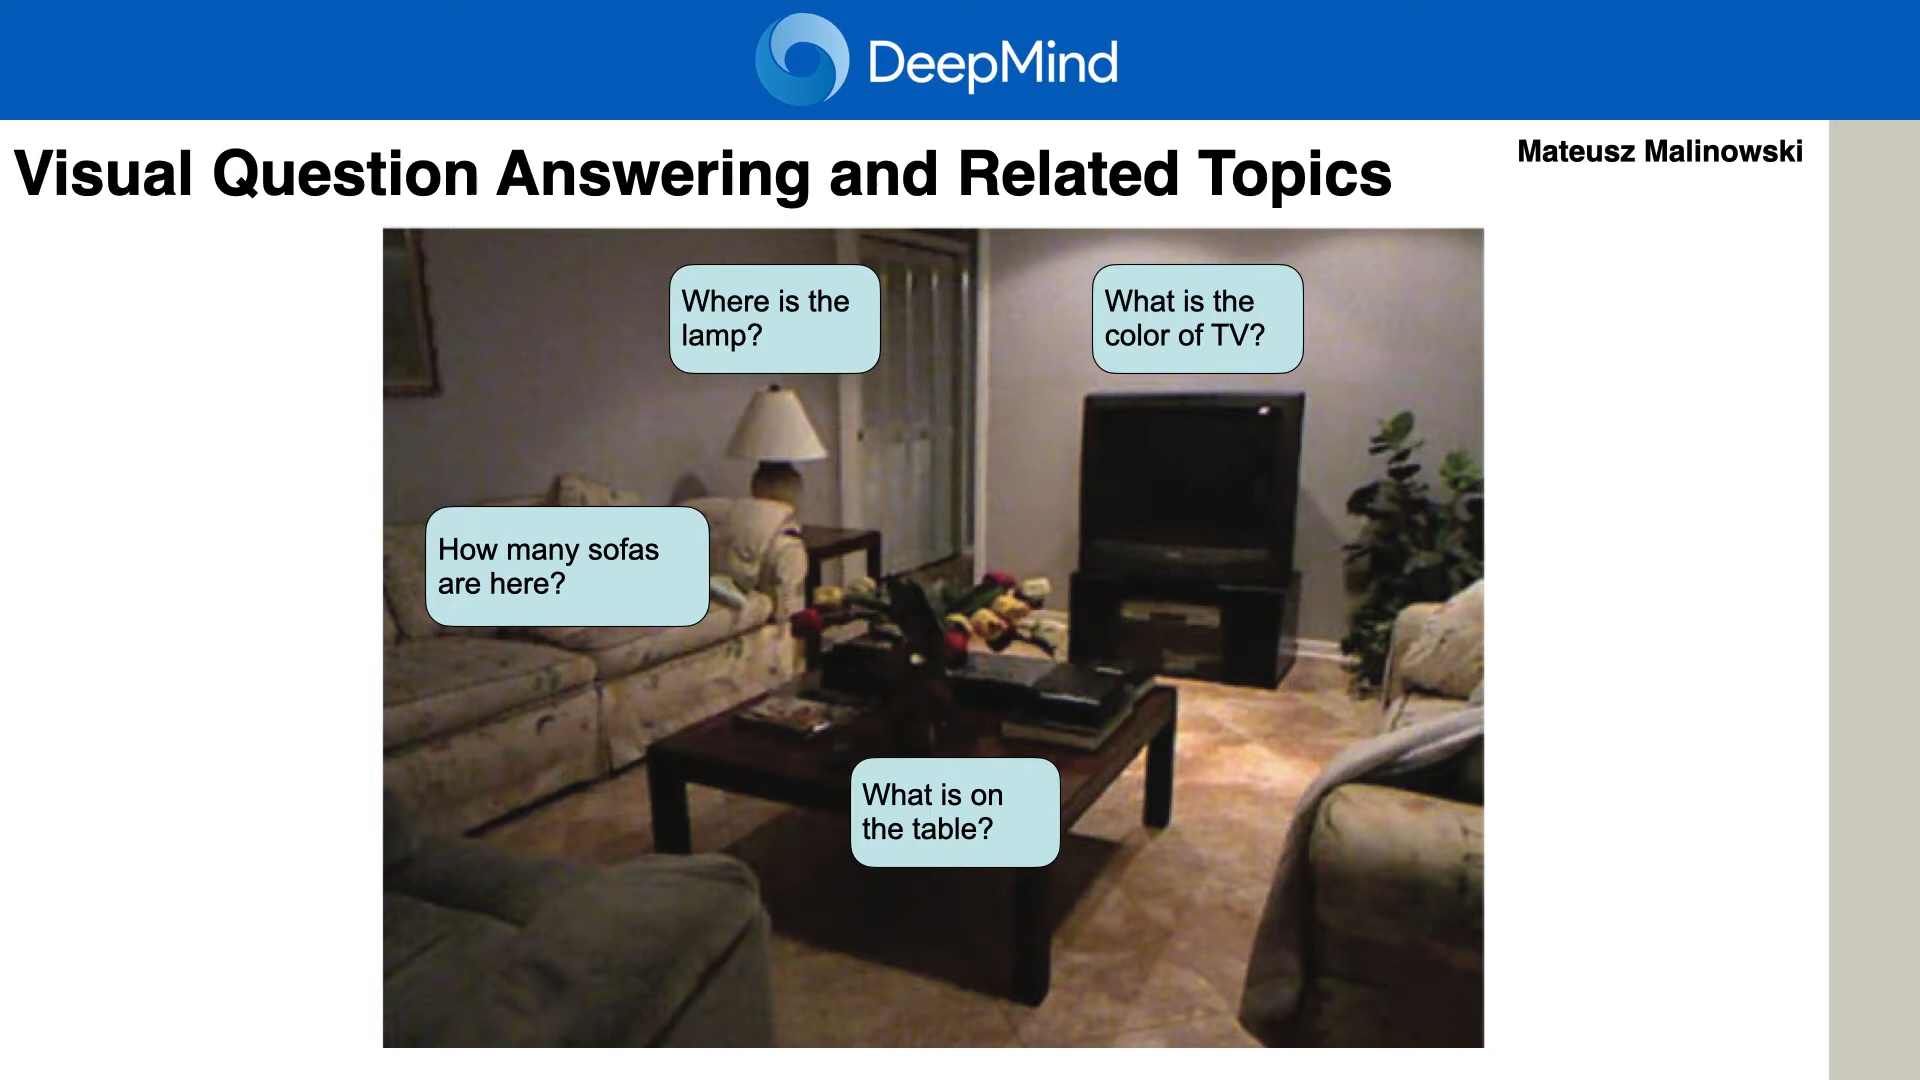 DeepMind
Visual Question Answering and Related Topics
Mateusz Malinowski
Where is the
lamp?
What is the
color of TV?
How many sofas
are here?
What is on
the table?